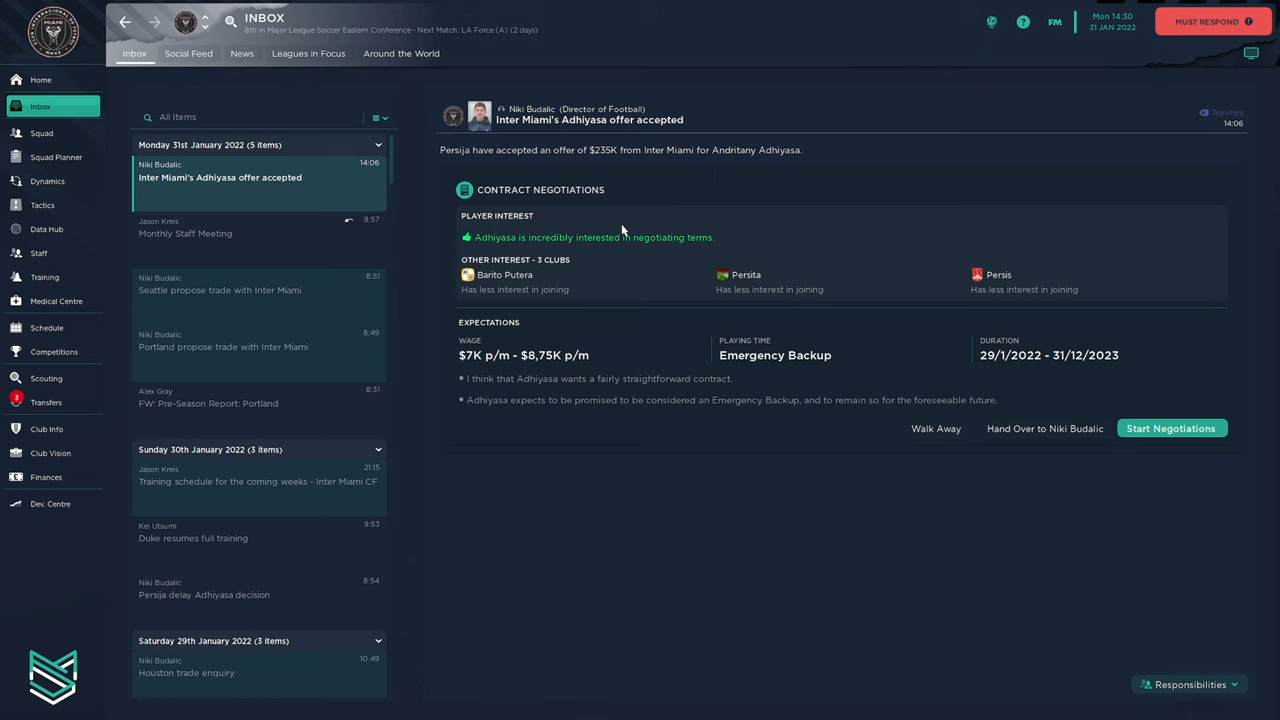 INBOX
8th in Major League Soccer Eastern Conference - Next Match: LA Force (A) (2 days)
FM
Mon 14:30
31 JAN 2022
MUST RESPOND
Inbox
Social Feed
News
Leagues in Focus
Around the World
Home
Inbox
Squad
Squad Planner
Dynamics
Tactics
Data Hub
Staff
Training
Medical Centre
Schedule
Competitions
Scouting
3
Transfers
Club Info
Club Vision
Finances
Dev. Centre
All Items
Monday 31st January 2022 (5 items)
Niki Budalic 14:06
Inter Miami's Adhiyasa offer accepted
Jason Kreis 8:57
Monthly Staff Meeting
Niki Budalic 8:51
Seattle propose trade with Inter Miami
Niki Budalic 8:49
Portland propose trade with Inter Miami
Alex Gray 8:31
FW: Pre-Season Report: Portland
Sunday 30th January 2022 (3 items)
Jason Kreis 21:15
Training schedule for the coming weeks - Inter Miami CF
Kei Utsumi 9:53
Duke resumes full training
Niki Budalic 8:54
Persija delay Adhiyasa decision
Saturday 29th January 2022 (3 items)
Niki Budalic 10:49
Houston trade enquiry
Niki Budalic (Director of Football)
Inter Miami's Adhiyasa offer accepted
Transfers
14:06
Persija have accepted an offer of $235K from Inter Miami for Andritany Adhiyasa.
CONTRACT NEGOTIATIONS
PLAYER INTEREST
Adhiyasa is incredibly interested in negotiating terms.
OTHER INTEREST - 3 CLUBS
Barito Putera Persita Persis
Has less interest in joining Has less interest in joining Has less interest in joining
EXPECTATIONS
WAGE PLAYING TIME DURATION
$7K p/m - $8,75K p/m Emergency Backup 29/1/2022 - 31/12/2023
• I think that Adhiyasa wants a fairly straightforward contract.
• Adhiyasa expects to be promised to be considered an Emergency Backup, and to remain so for the foreseeable future.
Walk Away Hand Over to Niki Budalic Start Negotiations
Responsibilities